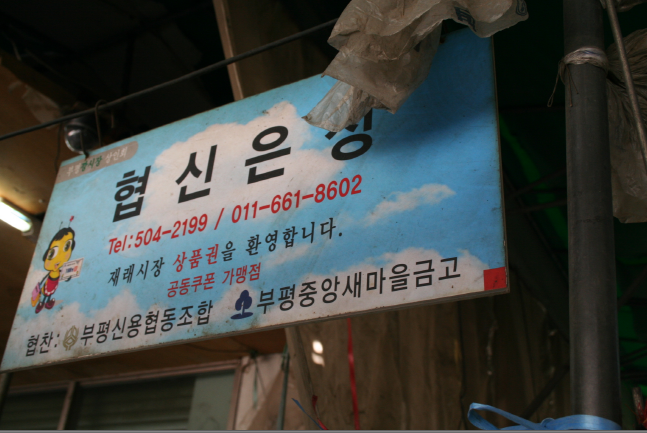 협신은
Tel:504-2199 / 011-661-8602
재래시장 상품권을 환영합니다.
공동쿠폰 가맹점
협찬: 부평신용협동조합 부평중앙새마을금고